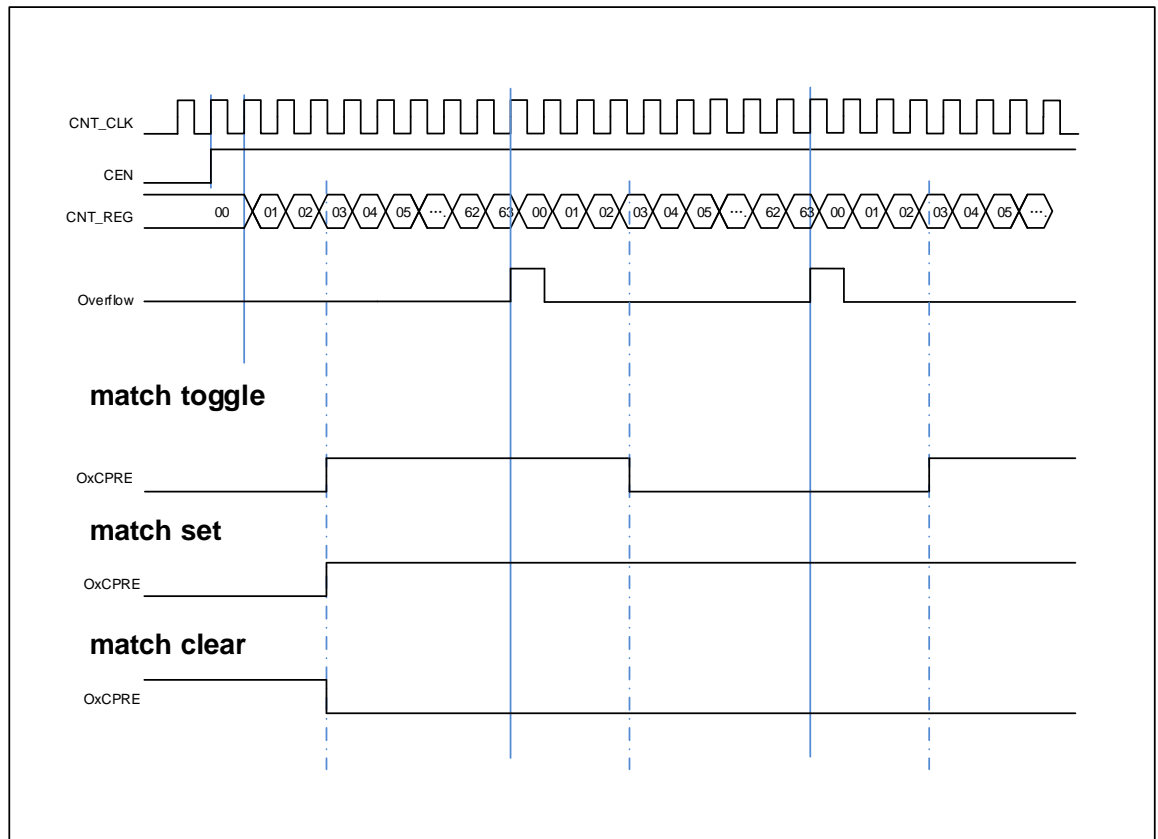 CNT_CLK
CEN
CNT_REG 00 01 02 03 04 05 ···. 62 63 00 01 02 03 04 05 ···. 62 63 00 01 02 03 04 05 ···.
Overflow
match toggle
OxCPRE
match set
OxCPRE
match clear
OxCPRE